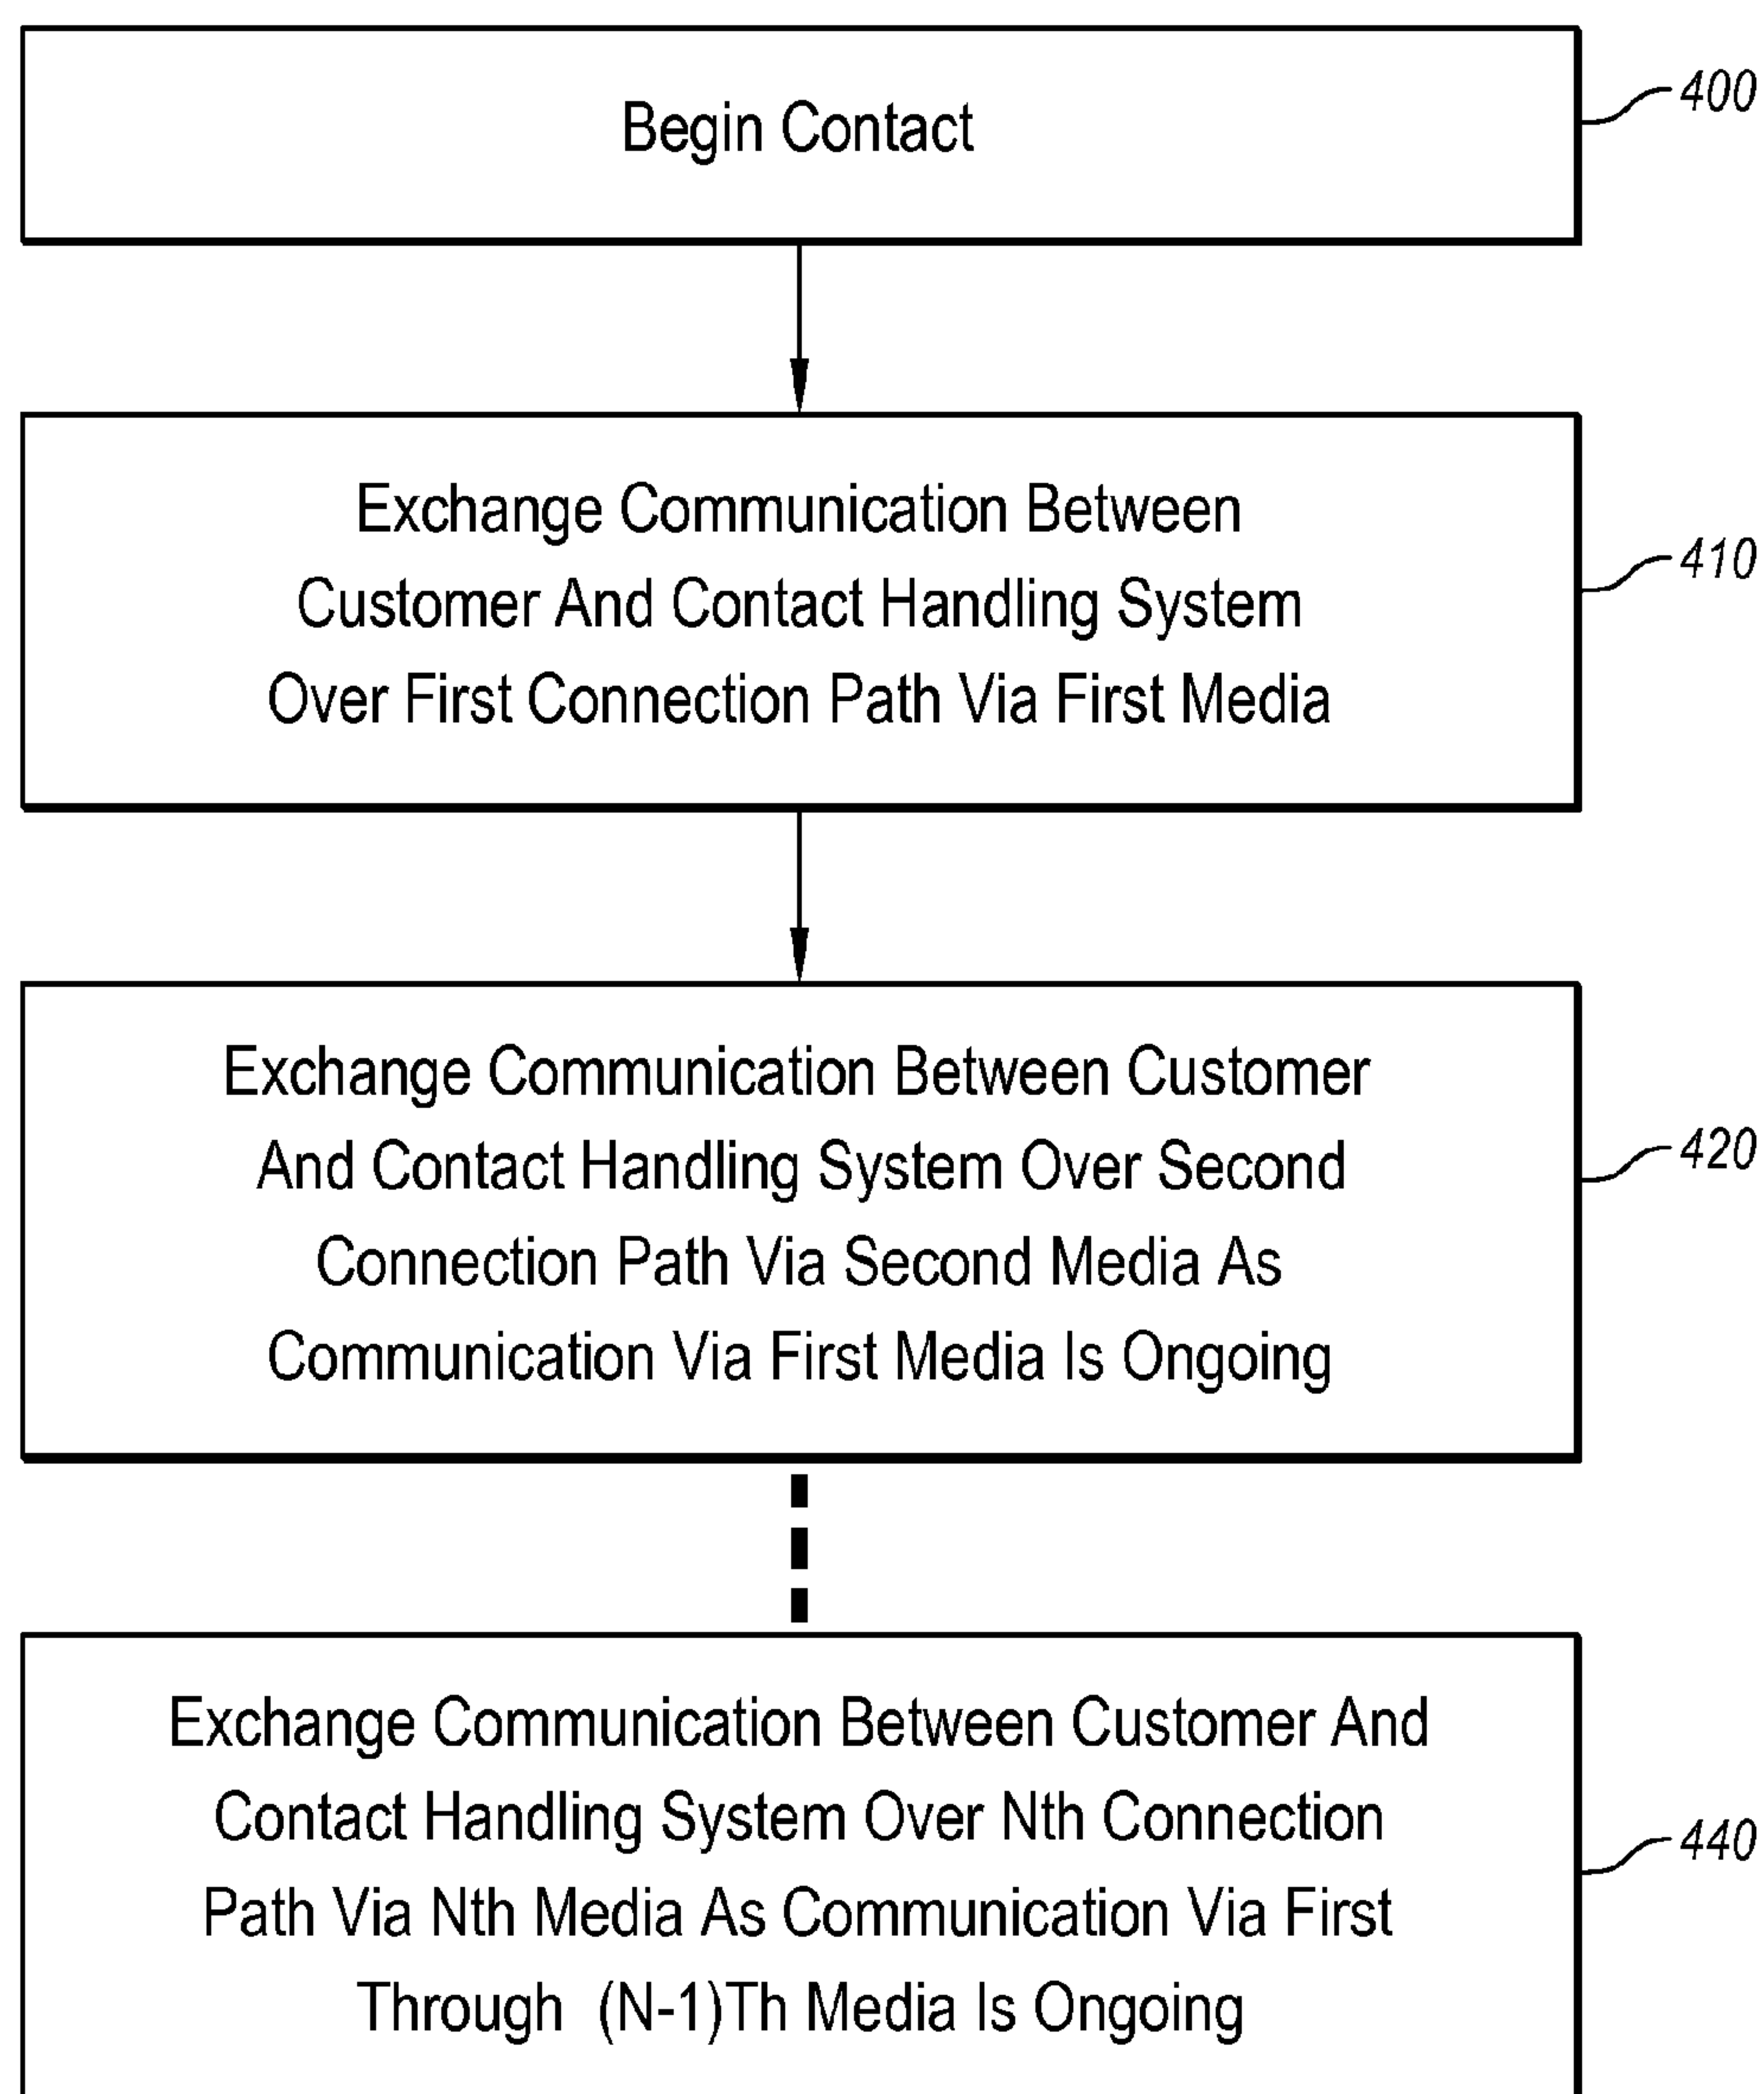 Begin Contact
400
Exchange Communication Between
Customer And Contact Handling System
Over First Connection Path Via First Media
410
Exchange Communication Between Customer
And Contact Handling System Over Second
Connection Path Via Second Media As
Communication Via First Media Is Ongoing
420
Exchange Communication Between Customer And
Contact Handling System Over Nth Connection
Path Via Nth Media As Communication Via First
Through (N-1)Th Media Is Ongoing
440